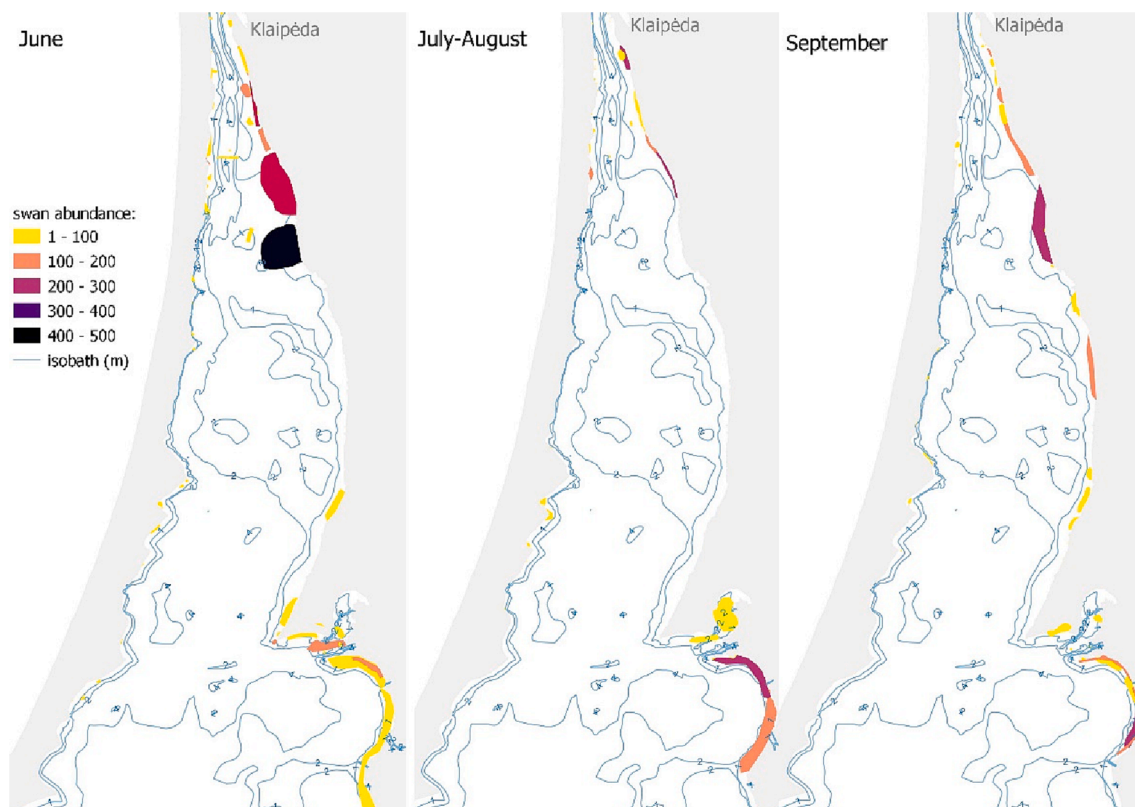 June
Klaipėda
July-August
Klaipėda
September
Klaipėda
swan abundance:
1 - 100
100 - 200
200 - 300
300 - 400
400 - 500
isobath (m)